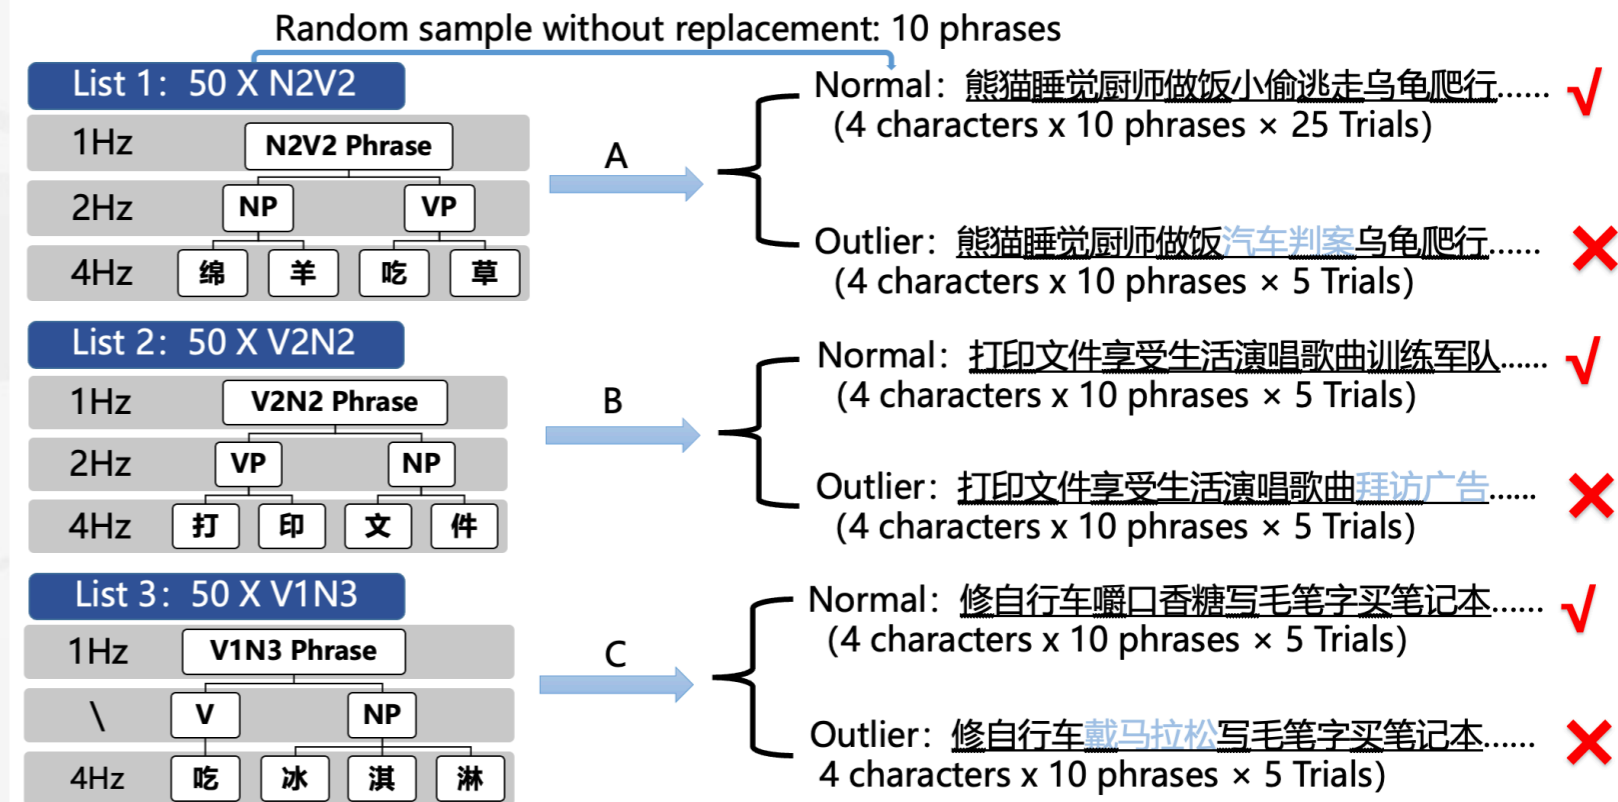 Random sample without replacement: 10 phrases
List 1：50 X N2V2
1Hz N2V2 Phrase
2Hz NP VP
4Hz 绵 羊 吃 草
A
Normal：熊猫睡觉厨师做饭小偷逃走乌龟爬行...... √
(4 characters x 10 phrases × 25 Trials)
Outlier：熊猫睡觉厨师做饭汽车判案乌龟爬行...... ×
(4 characters x 10 phrases × 5 Trials)
List 2：50 X V2N2
1Hz V2N2 Phrase
2Hz VP NP
4Hz 打 印 文 件
B
Normal：打印文件享受生活演唱歌曲训练军队...... √
(4 characters x 10 phrases × 5 Trials)
Outlier：打印文件享受生活演唱歌曲拜访广告...... ×
(4 characters x 10 phrases × 5 Trials)
List 3：50 X V1N3
1Hz V1N3 Phrase
\ V NP
4Hz 吃 冰 淇 淋
C
Normal：修自行车嚼口香糖写毛笔字买笔记本...... √
(4 characters x 10 phrases × 5 Trials)
Outlier：修自行车戴马拉松写毛笔字买笔记本...... ×
4 characters x 10 phrases × 5 Trials)